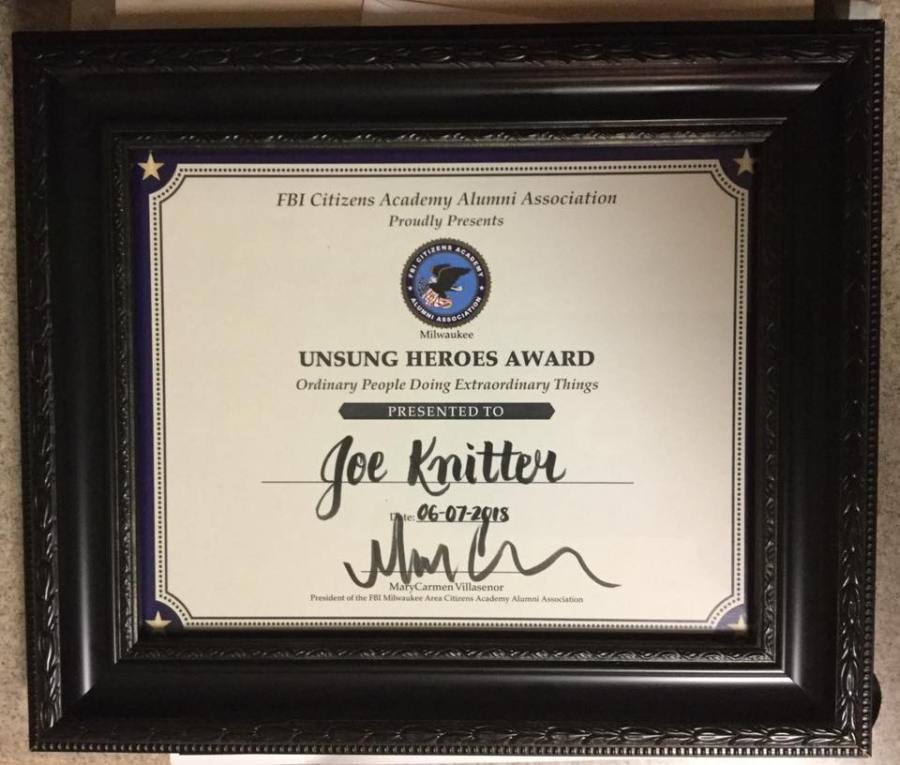 FBI Citizens Academy Alumni Association
Proudly Presents
FBI CITIZENS ACADEMY
ALUMNI ASSOCIATION
Milwaukee
UNSUNG HEROES AWARD
Ordinary People Doing Extraordinary Things
PRESENTED TO
Joe Knitter
Date: 06-07-2018
MaryCarmen Villasenor
President of the FBI Milwaukee Area Citizens Academy Alumni Association